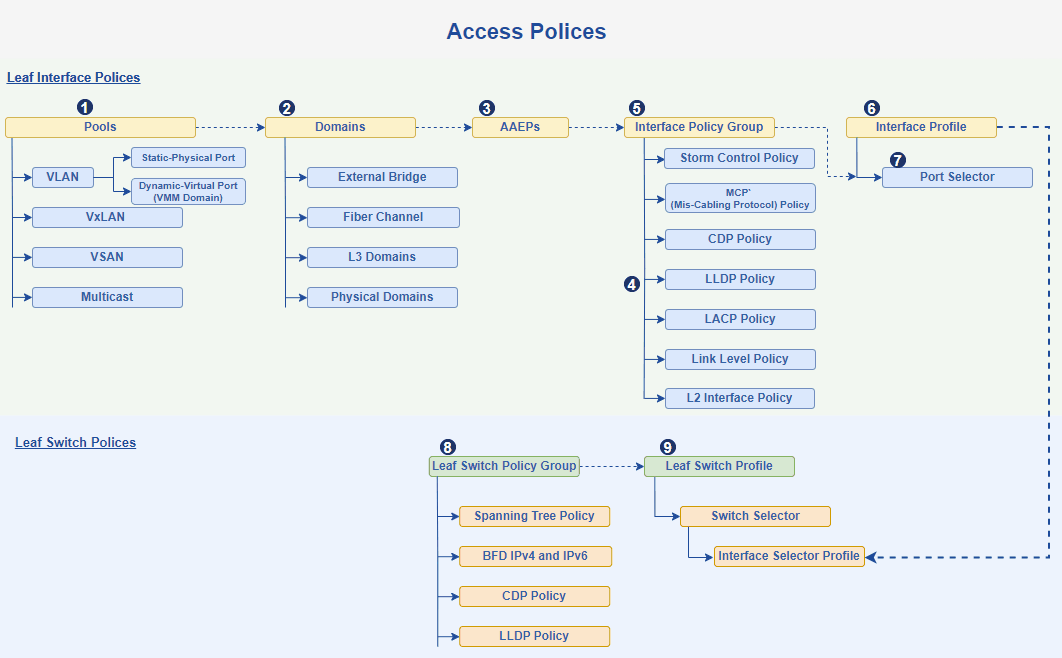 Access Polices
Leaf Interface Polices
1
2
3
5
6
Pools
Domains
AAEPs
Interface Policy Group
Interface Profile
Static-Physical Port
VLAN
Dynamic-Virtual Port
(VMM Domain)
VxLAN
VSAN
Multicast
External Bridge
Fiber Channel
L3 Domains
Physical Domains
Storm Control Policy
MCP'
(Mis-Cabling Protocol) Policy
CDP Policy
LLDP Policy
4
LACP Policy
Link Level Policy
L2 Interface Policy
7
Port Selector
Leaf Switch Polices
8
9
Leaf Switch Policy Group
Leaf Switch Profile
Spanning Tree Policy
BFD IPv4 and IPv6
CDP Policy
LLDP Policy
Switch Selector
Interface Selector Profile